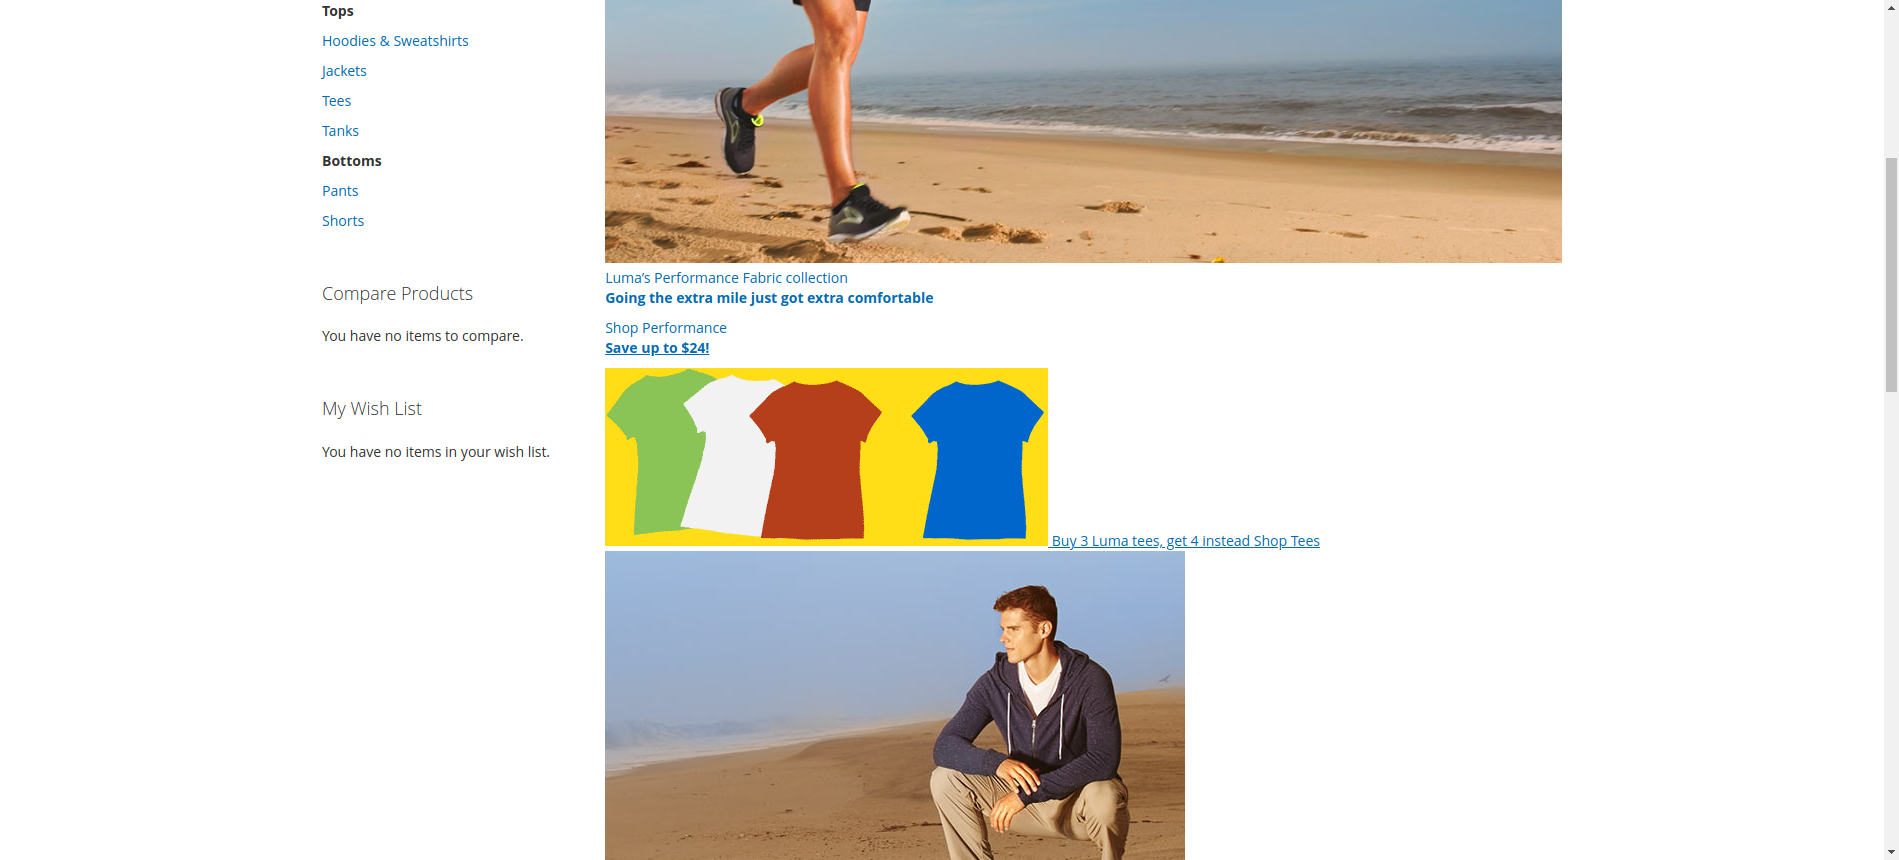 Tops
Hoodies & Sweatshirts
Jackets
Tees
Tanks
Bottoms
Pants
Shorts
Compare Products
You have no items to compare.
My Wish List
You have no items in your wish list.
Luma’s Performance Fabric collection
Going the extra mile just got extra comfortable
Shop Performance
Save up to $24!
Buy 3 Luma tees, get 4 instead Shop Tees